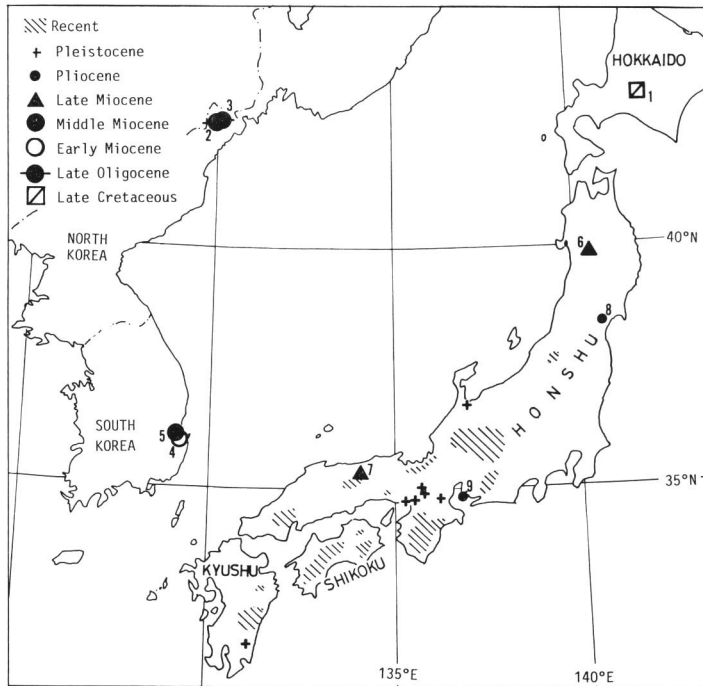 Recent
Pleistocene
Pliocene
Late Miocene
Middle Miocene
Early Miocene
Late Oligocene
Late Cretaceous
HOKKAIDO
1
3
2
NORTH
KOREA
40°N
6
8
HONSHU
SOUTH
KOREA
5
4
7
9
35°N
KYUSHU
SHIKOKU
135°E
140°E